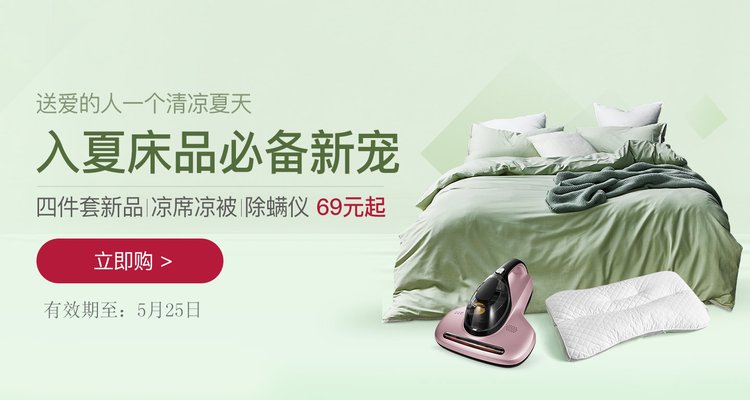 送爱的人一个清凉夏天
入夏床品必备新宠
四件套新品|凉席凉被|除螨仪 69元起
立即购 >
有效期至：5月25日